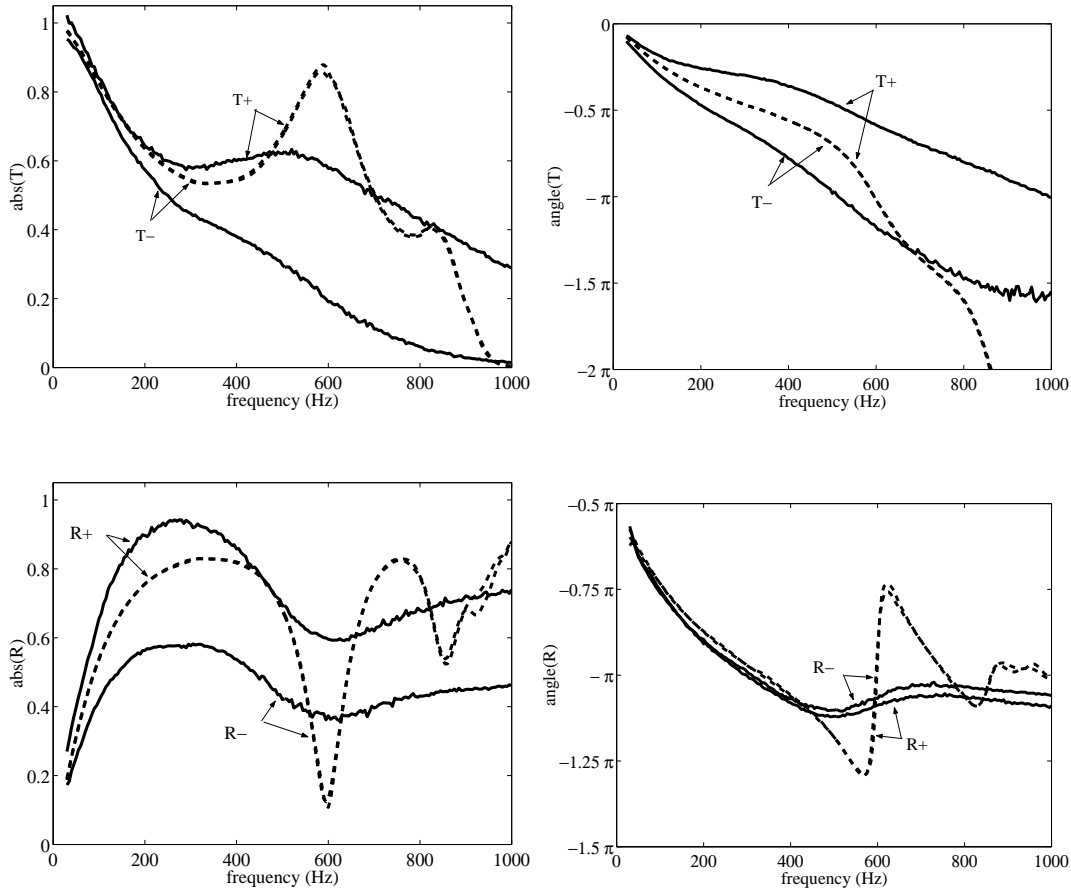 1
0.8
0.6
0.4
0.2
0
abs(T)
T+
T−
0 200 400 600 800 1000
frequency (Hz)
0
−0.5 π
− π
−1.5 π
−2 π
angle(T)
T+
T−
0 200 400 600 800 1000
frequency (Hz)
1
0.8
0.6
0.4
0.2
0
abs(R)
R+
R−
0 200 400 600 800 1000
frequency (Hz)
−0.5 π
−0.75 π
− π
−1.25 π
−1.5 π
angle(R)
R−
R+
0 200 400 600 800 1000
frequency (Hz)